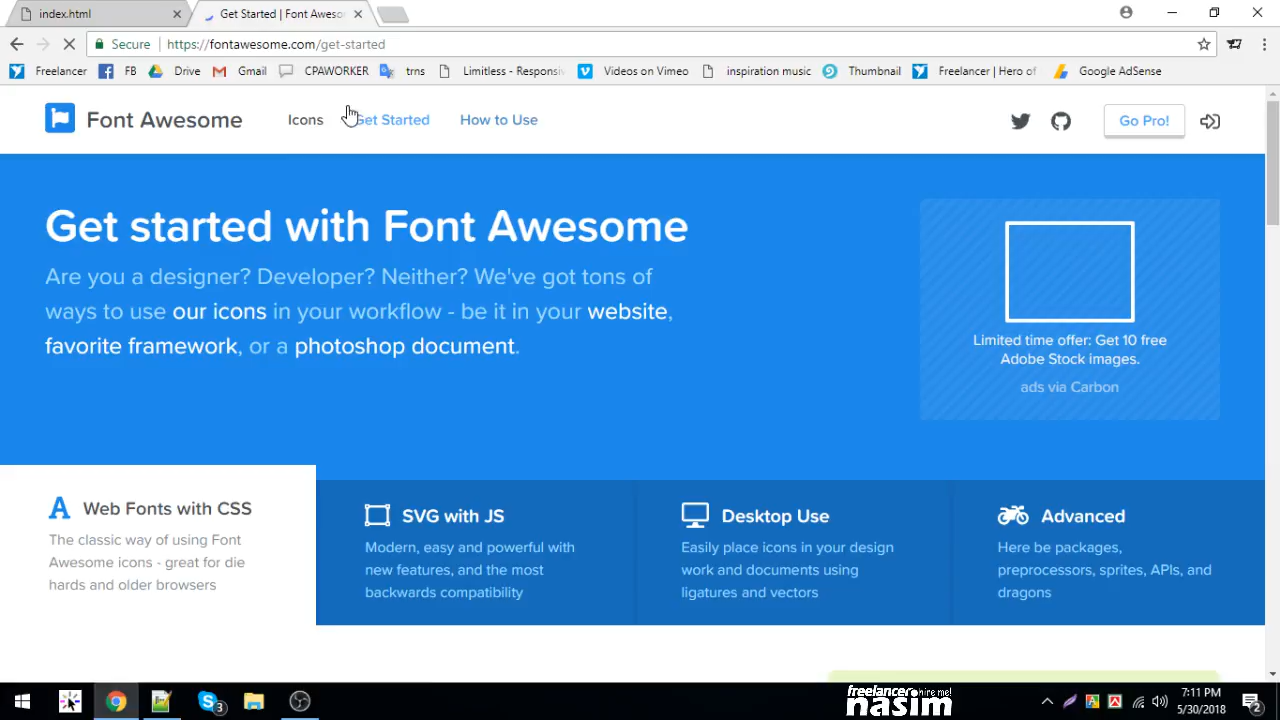 index.html
Get Started | Font Aweso
Secure
https://fontawesome.com/get-started
Freelancer
FB
Drive
Gmail
CPAWORKER
trns
Limitless - Responsiv
Videos on Vimeo
inspiration music
Thumbnail
Freelancer | Hero of
Google AdSense
Font Awesome
Icons
Get Started
How to Use
Go Pro!
Get started with Font Awesome
Are you a designer? Developer? Neither? We've got tons of
ways to use our icons in your workflow - be it in your website,
favorite framework, or a photoshop document.
Limited time offer: Get 10 free
Adobe Stock images.
ads via Carbon
Web Fonts with CSS
The classic way of using Font
Awesome icons - great for die
hards and older browsers
SVG with JS
Modern, easy and powerful with
new features, and the most
backwards compatibility
Desktop Use
Easily place icons in your design
work and documents using
ligatures and vectors
Advanced
Here be packages,
preprocessors, sprites, APIs, and
dragons
3
freelancer hire me!
nasim
7:11 PM
5/30/2018
2